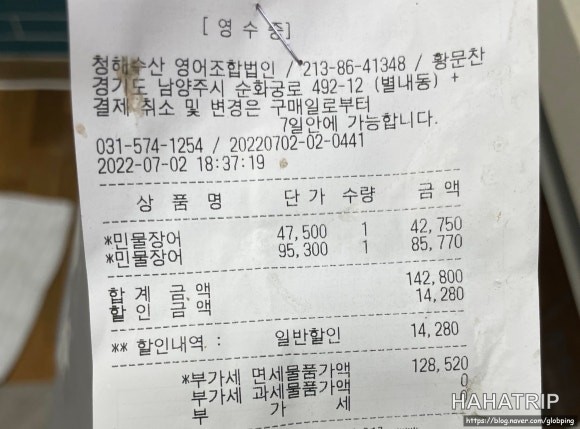 [ 영 수 증]
청해수산 영어조합법인 / 213-86-41348 / 황문찬
경기도 남양주시 순화궁로 492-12 (별내동) +
결제 취소 및 변경은 구매일로부터
7일안에 가능합니다.
031-574-1254 / 20220702-02-0441
2022-07-02 18:37:19
상 품 명 단 가 수량 금 액
*민물장어 47,500 1 42,750
*민물장어 95,300 1 85,770
합 계 금 액 142,800
할 인 금 액 14,280
** 할인내역 : 일반할인 14,280
*부가세 면세물품가액 128,520
부가세 과세물품가액 0
부 가 세
HAHATRIP
https://blog.naver.com/globping